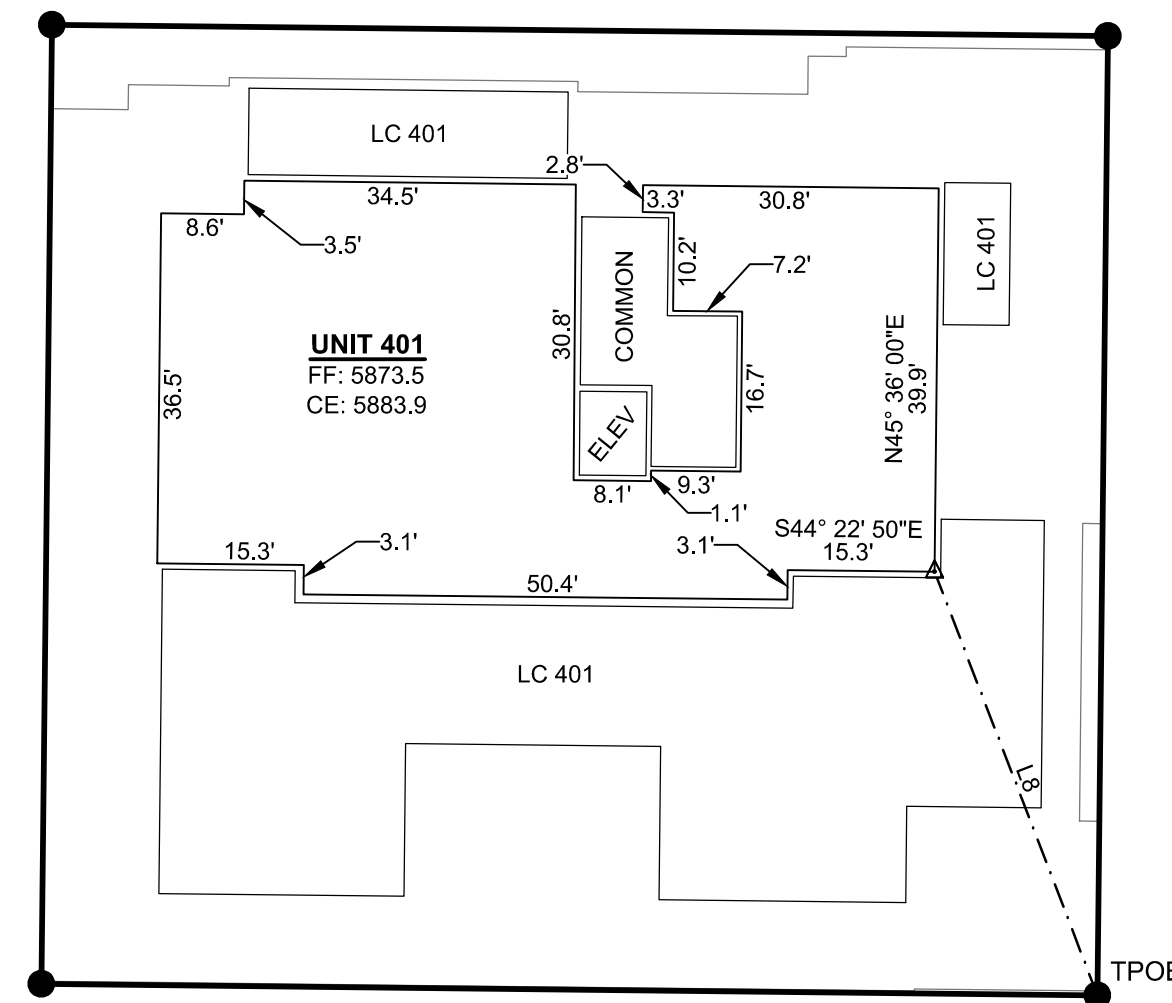 LC 401
2.8'
34.5'
3.3'
30.8'
8.6'
3.5'
10.2'
7.2'
LC 401
COMMON
UNIT 401
FF: 5873.5
CE: 5883.9
30.8'
36.5'
16.7'
N45° 36' 00"E
39.9'
ELEV
8.1'
9.3'
1.1'
S44° 22' 50"E
15.3'
3.1'
3.1'
15.3'
50.4'
LC 401
L8